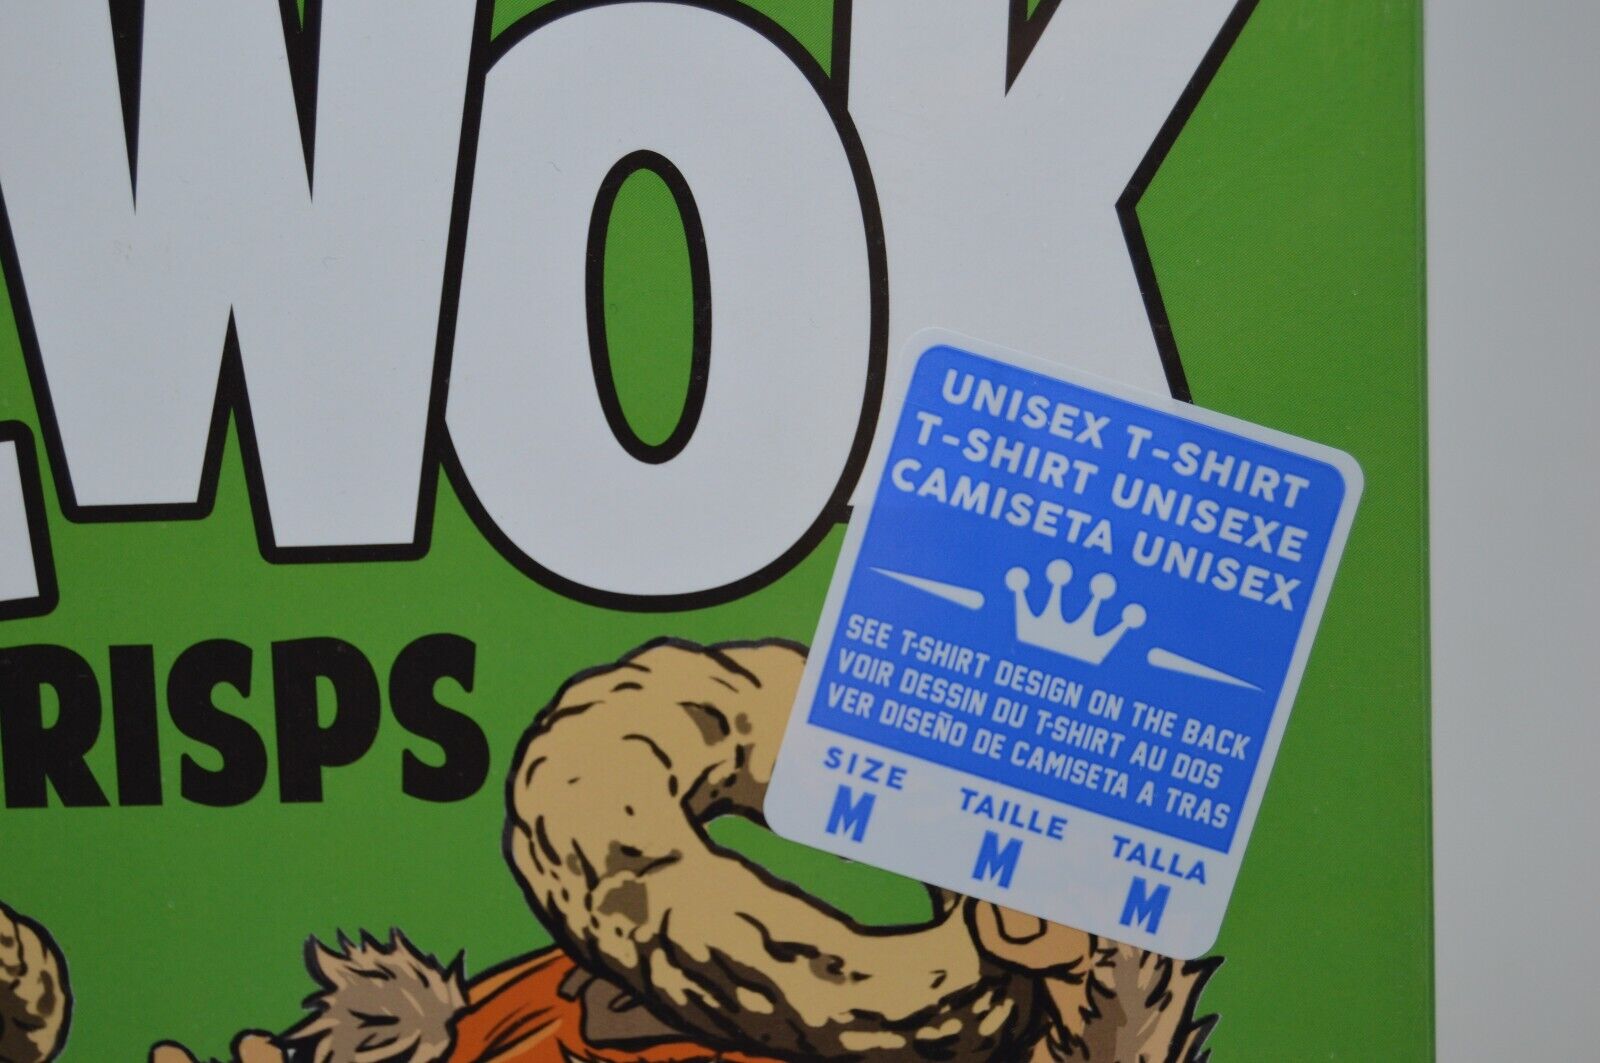 WOK
RISPS
UNISEX T-SHIRT
T-SHIRT UNISEXE
CAMISETA UNISEX
SEE T-SHIRT DESIGN ON THE BACK
VOIR DESSIN DU T-SHIRT AU DOS
VER DISEÑO DE CAMISETA A TRAS
SIZE TAILLE TALLA
M M M